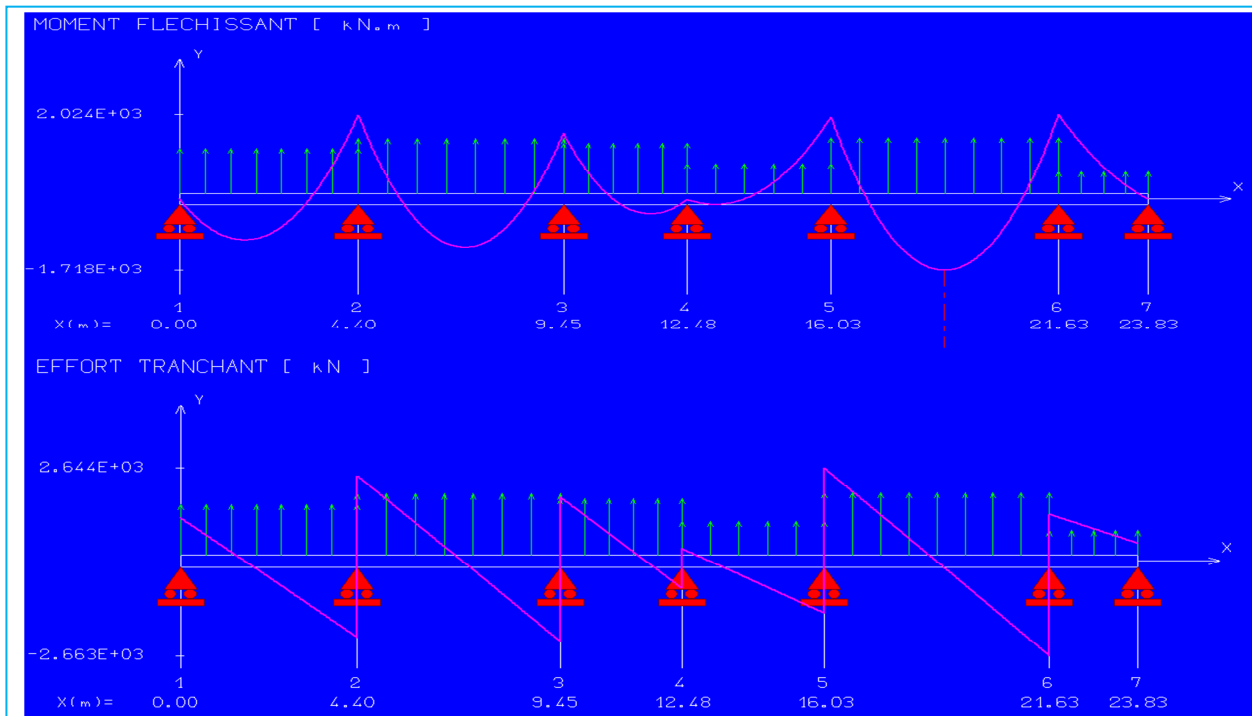 MOMENT FLECHISSANT [ kN.m ]
Y
2.024E+03
X
-1.718E+03
1 2 3 4 5 6 7
X(m)= 0.00 4.40 9.45 12.48 16.03 21.63 23.83
EFFORT TRANCHANT [ kN ]
Y
2.644E+03
X
-2.663E+03
1 2 3 4 5 6 7
X(m)= 0.00 4.40 9.45 12.48 16.03 21.63 23.83